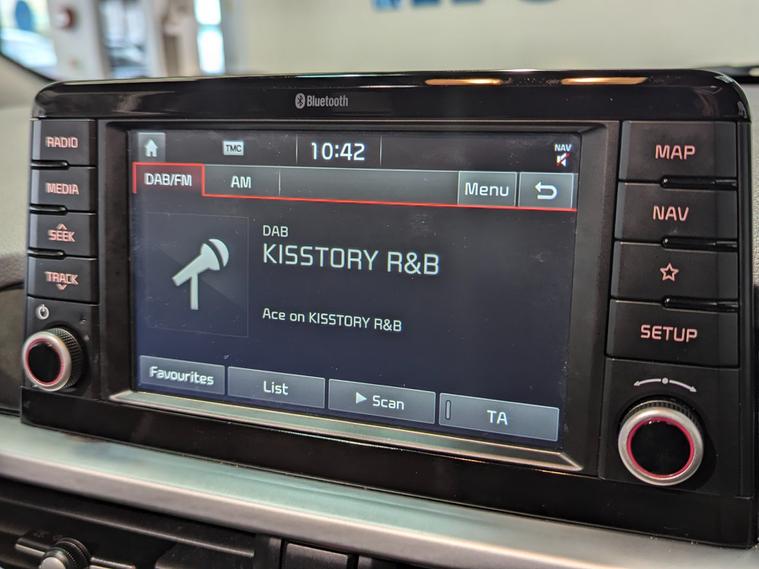 Bluetooth
RADIO
MEDIA
SEEK
TRACK
TMC
10:42
NAV
DAB/FM
AM
Menu
DAB
KISSTORY R&B
Ace on KISSTORY R&B
Favourites
List
Scan
TA
MAP
NAV
SETUP